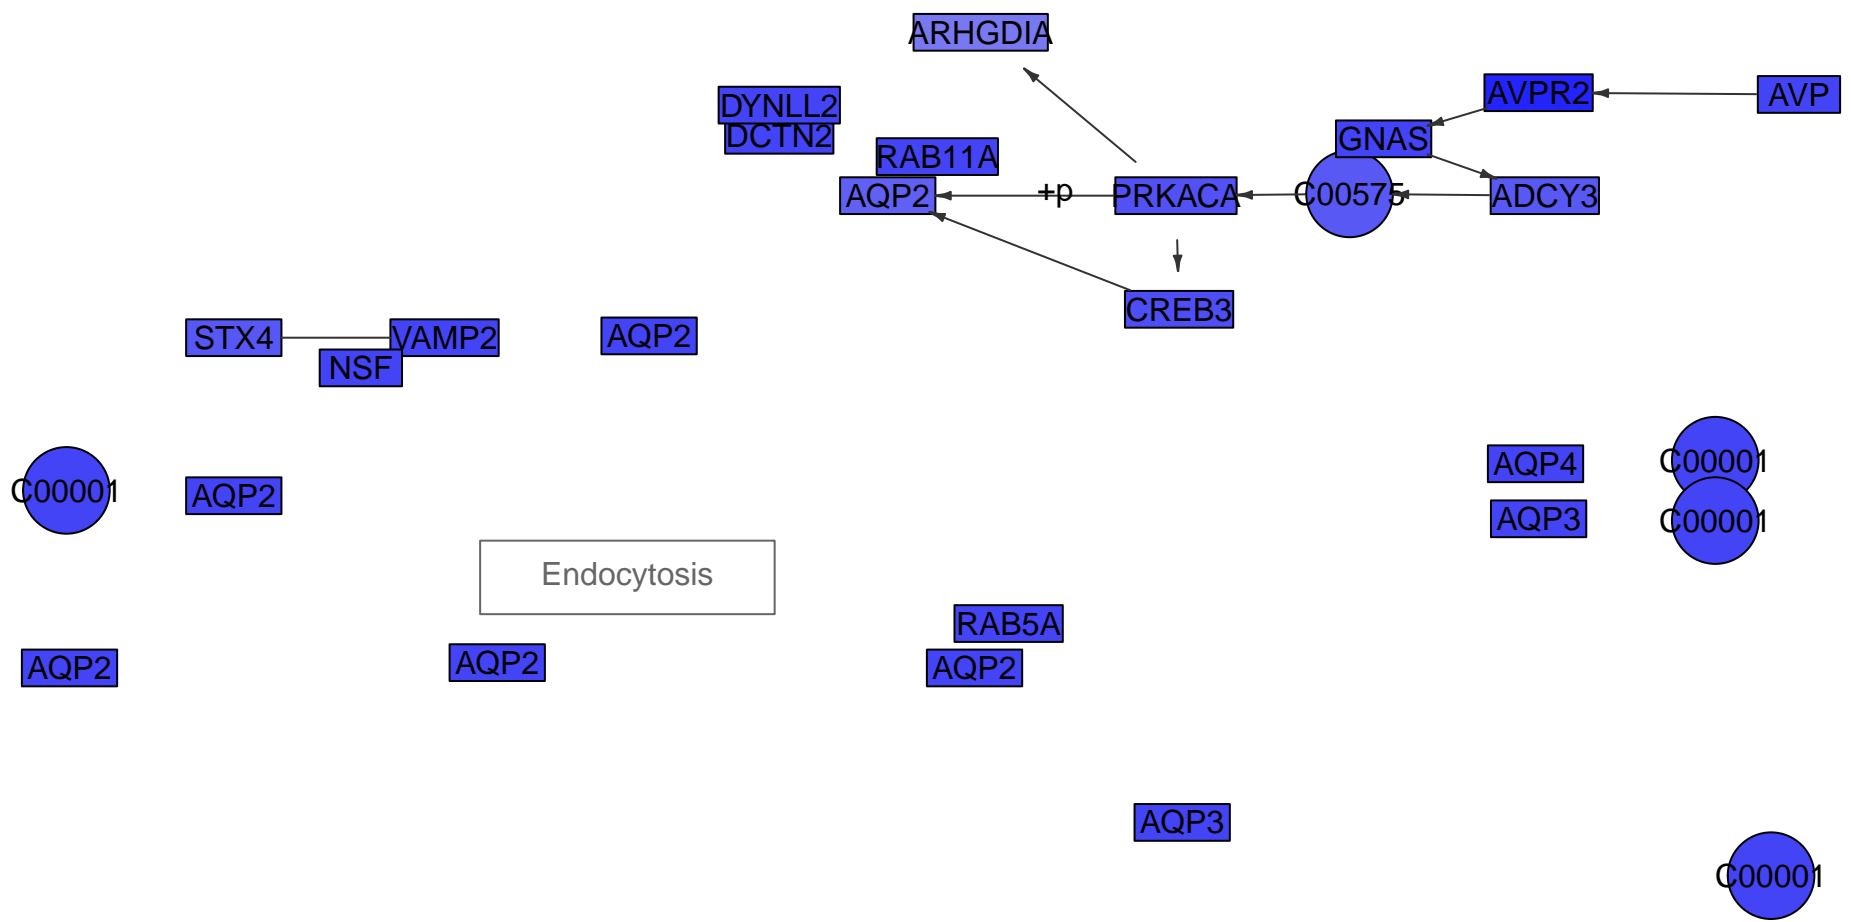 ARHGDIA
AVPR2
AVP
DYNLL2
DCTN2
GNAS
RAB11A
AQP2
+p
PRKACA
C00575
ADCY3
CREB3
STX4
VAMP2
AQP2
NSF
C00001
AQP2
AQP4
C00001
AQP3
C00001
Endocytosis
RAB5A
AQP2
AQP2
AQP2
AQP3
C00001